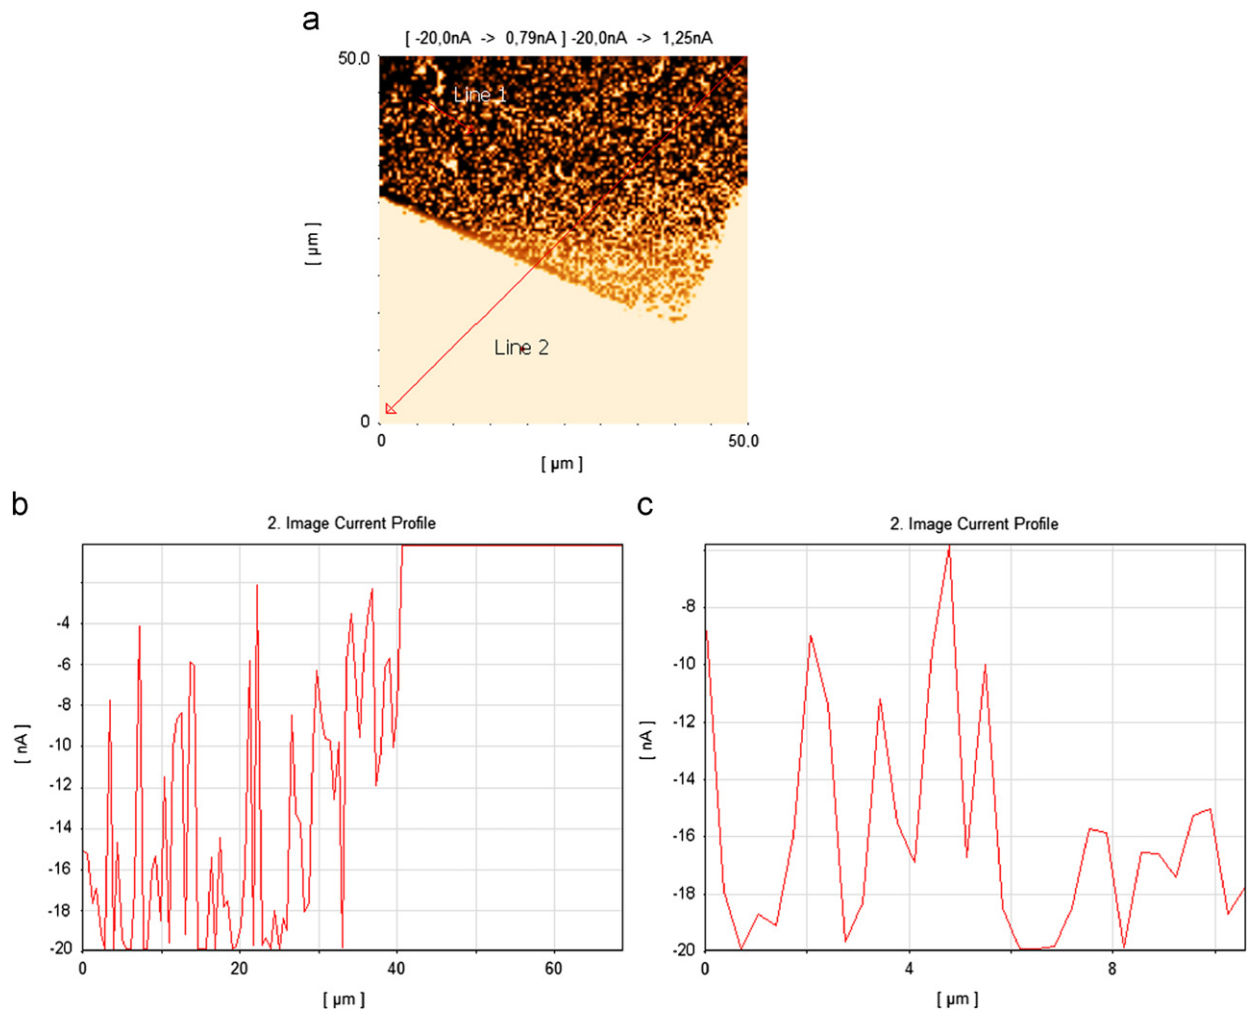 a
[ -20,0nA -> 0,79nA ] -20,0nA -> 1,25nA
50.0
Line 1
[ µm ]
Line 2
0
0
50.0
[ µm ]
b
2. Image Current Profile
-4
-6
-8
-10
-12
-14
-16
-18
-20
[ nA ]
0
20
40
60
[ µm ]
c
2. Image Current Profile
-8
-10
-12
-14
-16
-18
-20
[ nA ]
0
4
8
[ µm ]